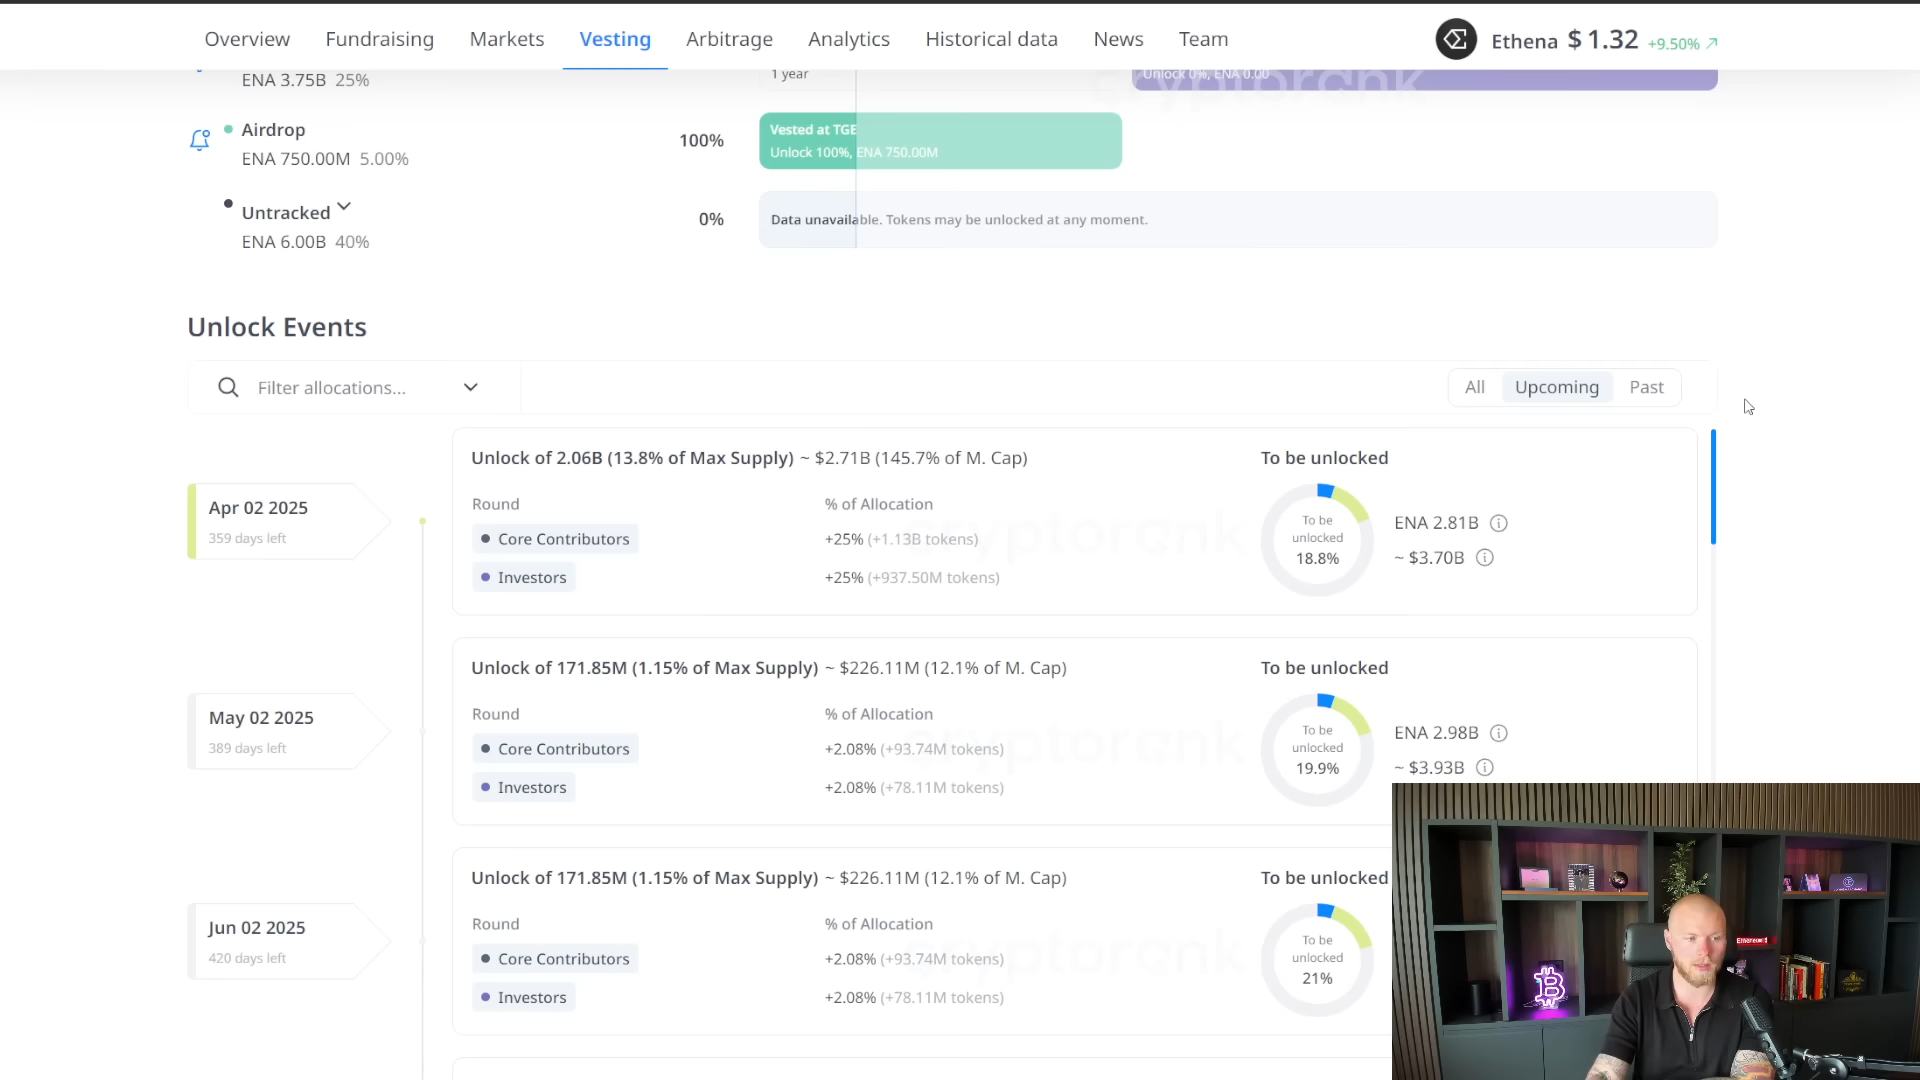 Overview Fundraising Markets Vesting Arbitrage Analytics Historical data News Team Ethena $ 1.32 +9.50%
ENA 3.75B 25%
1 year
Unlock 0%, ENA 0.00
Airdrop
ENA 750.00M 5.00%
100%
Vested at TGE
Unlock 100%, ENA 750.00M
Untracked
ENA 6.00B 40%
0%
Data unavailable. Tokens may be unlocked at any moment.
Unlock Events
Filter allocations...
All Upcoming Past
Apr 02 2025
359 days left
Unlock of 2.06B (13.8% of Max Supply) ~ $2.71B (145.7% of M. Cap)
Round % of Allocation
Core Contributors +25% (+1.13B tokens)
Investors +25% (+937.50M tokens)
To be unlocked
To be
unlocked
18.8%
ENA 2.81B
~ $3.70B
cryptorank
May 02 2025
389 days left
Unlock of 171.85M (1.15% of Max Supply) ~ $226.11M (12.1% of M. Cap)
Round % of Allocation
Core Contributors +2.08% (+93.74M tokens)
Investors +2.08% (+78.11M tokens)
To be unlocked
To be
unlocked
19.9%
ENA 2.98B
~ $3.93B
cryptorank
Jun 02 2025
420 days left
Unlock of 171.85M (1.15% of Max Supply) ~ $226.11M (12.1% of M. Cap)
Round % of Allocation
Core Contributors +2.08% (+93.74M tokens)
Investors +2.08% (+78.11M tokens)
To be unlocked
To be
unlocked
21%
cryptorank